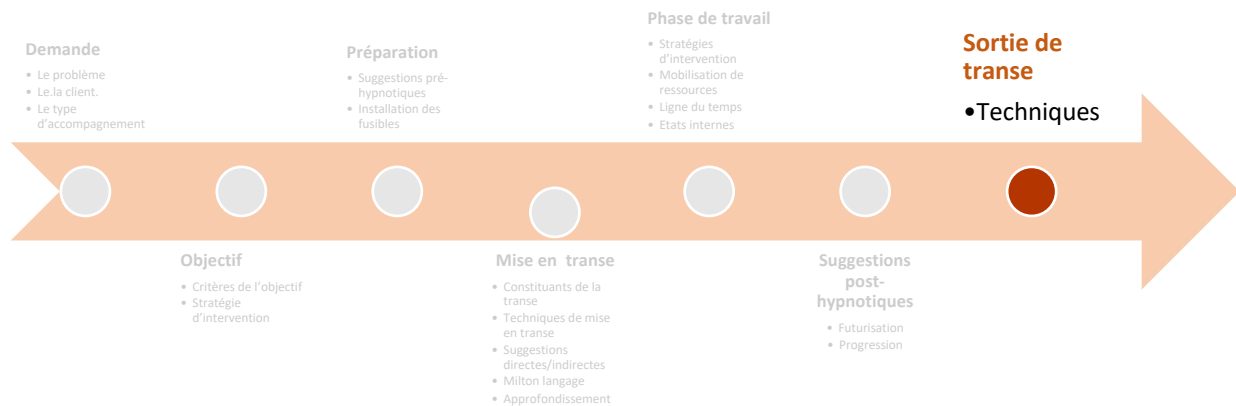 Demande
• Le problème
• Le.la client.
• Le type
d’accompagnement
Objectif
• Critères de l’objectif
• Stratégie
d’intervention
Préparation
• Suggestions pré-
hypnotiques
• Installation des
fusibles
Mise en transe
• Constituants de la
transe
• Techniques de mise
en transe
• Suggestions
directes/indirectes
• Milton langage
• Approfondissement
Phase de travail
• Stratégies
d’intervention
• Mobilisation de
ressources
• Ligne du temps
• Etats internes
Suggestions
post-
hypnotiques
• Futurisation
• Progression
Sortie de
transe
•Techniques